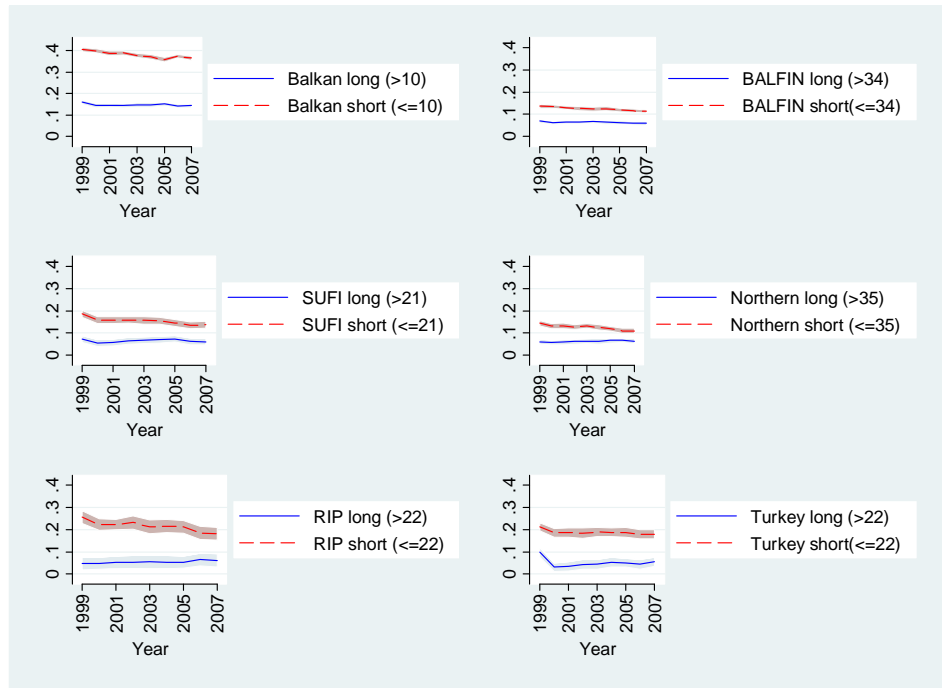 0 .1 .2 .3 .4
1999 2001 2003 2005 2007
Year
Balkan long (>10)
Balkan short (<=10)
0 .1 .2 .3 .4
1999 2001 2003 2005 2007
Year
BALFIN long (>34)
BALFIN short(<=34)
0 .1 .2 .3 .4
1999 2001 2003 2005 2007
Year
SUFI long (>21)
SUFI short (<=21)
0 .1 .2 .3 .4
1999 2001 2003 2005 2007
Year
Northern long (>35)
Northern short (<=35)
0 .1 .2 .3 .4
1999 2001 2003 2005 2007
Year
RIP long (>22)
RIP short (<=22)
0 .1 .2 .3 .4
1999 2001 2003 2005 2007
Year
Turkey long (>22)
Turkey short(<=22)